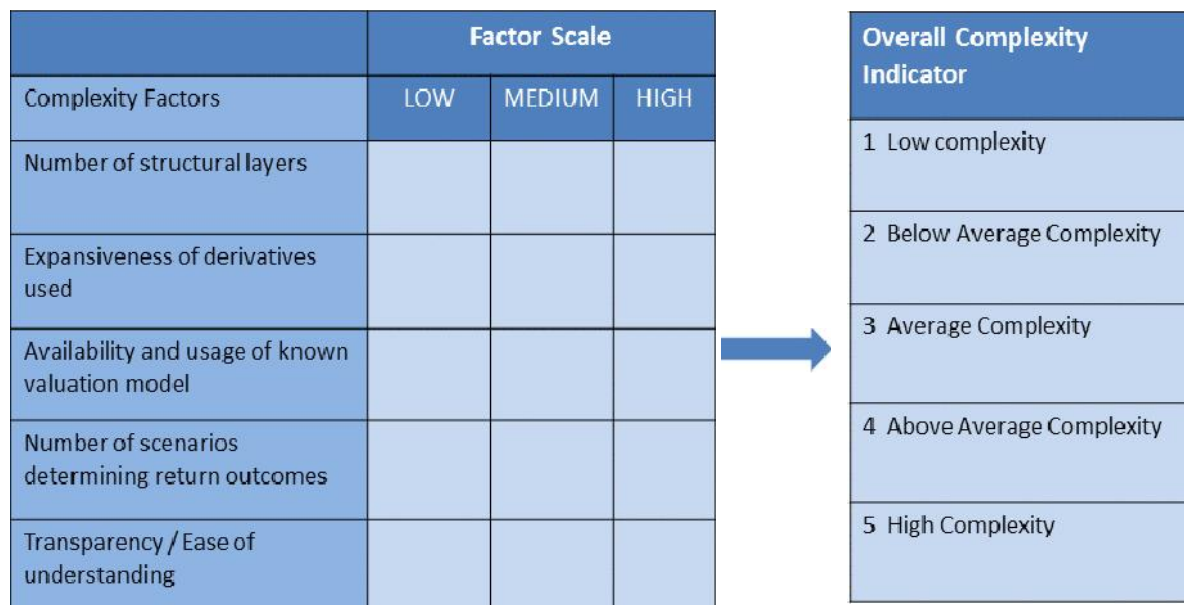 Factor Scale
Complexity Factors
LOW
MEDIUM
HIGH
Number of structural layers
Expansiveness of derivatives
used
Availability and usage of known
valuation model
Number of scenarios
determining return outcomes
Transparency / Ease of
understanding
Overall Complexity
Indicator
1 Low complexity
2 Below Average Complexity
3 Average Complexity
4 Above Average Complexity
5 High Complexity